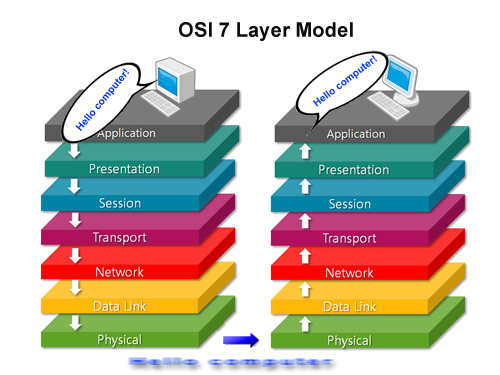 OSI 7 Layer Model
Hello computer!
Hello computer!
Application
Presentation
Session
Transport
Network
Data Link
Physical
Application
Presentation
Session
Transport
Network
Data Link
Physical
Hello computer